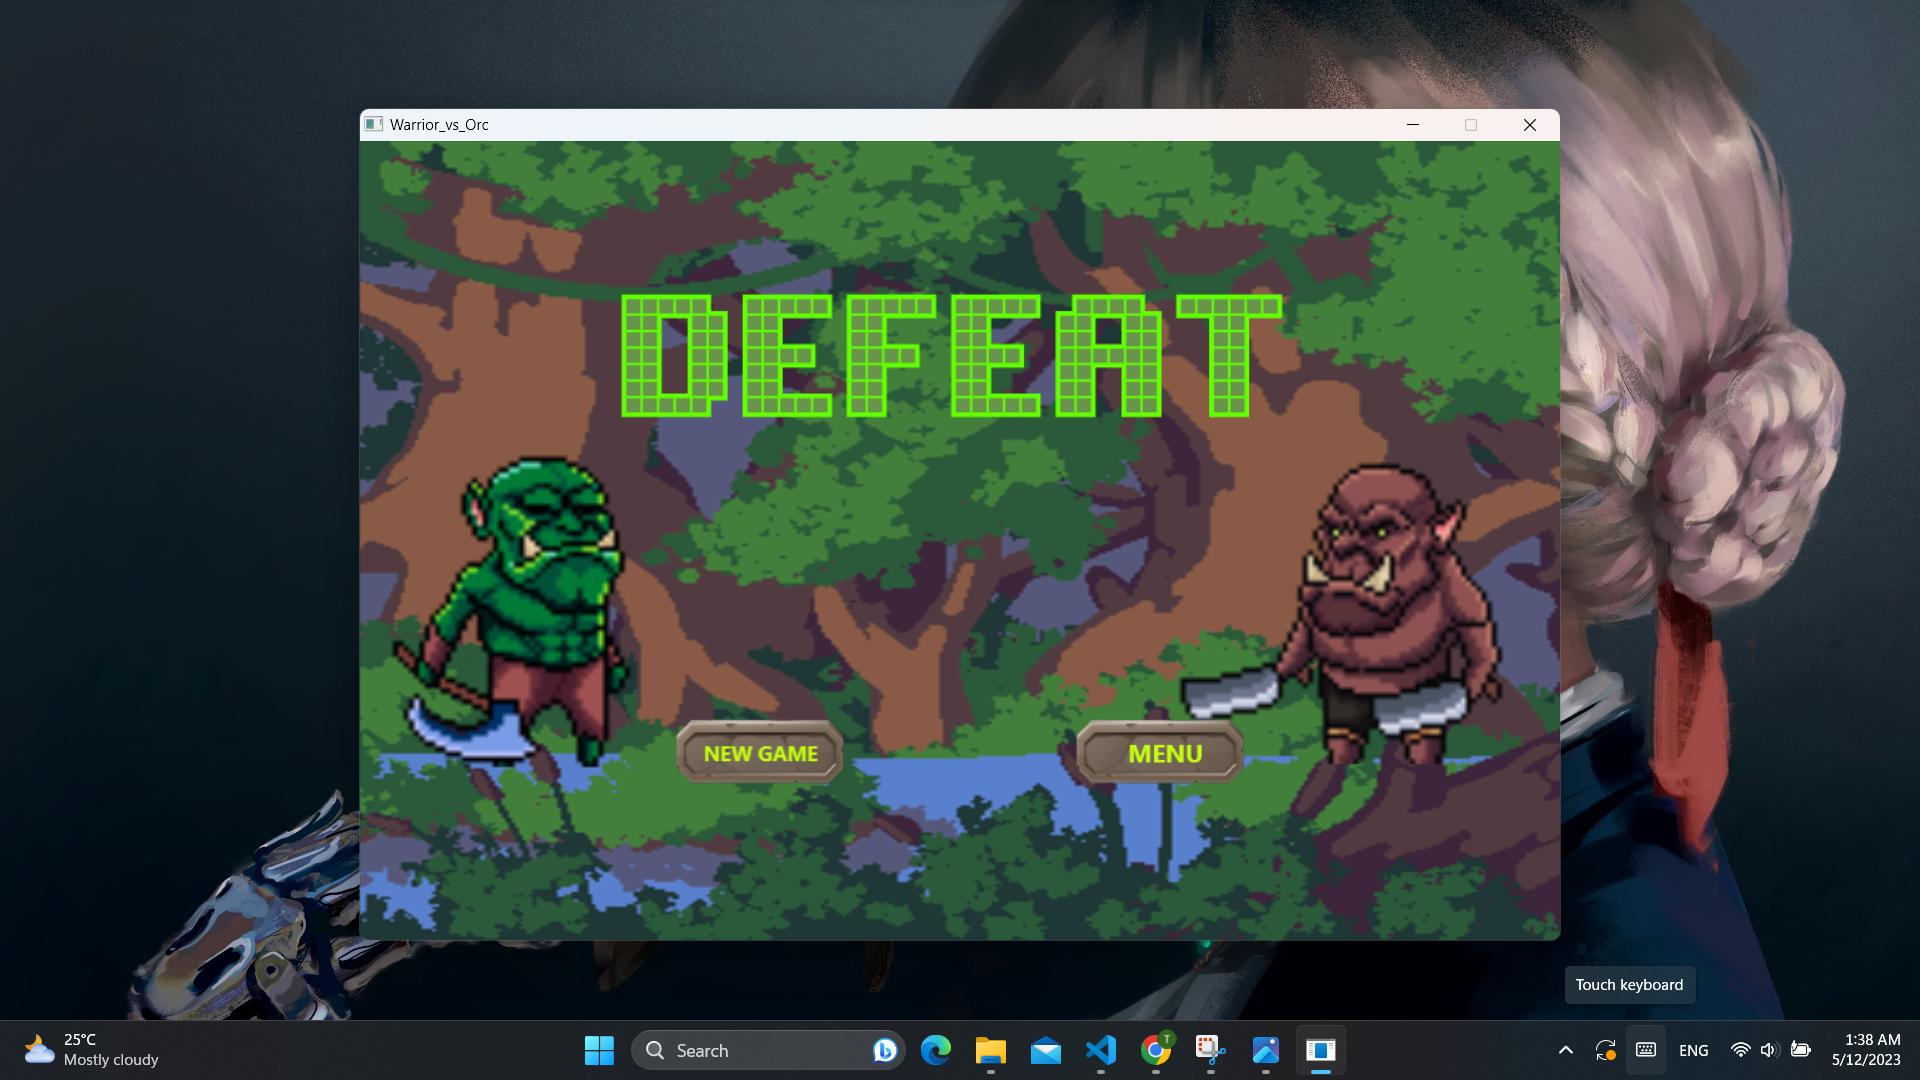 Warrior_vs_Orc
DEFEAT
NEW GAME
MENU
Touch keyboard
25°C
Mostly cloudy
Search
T
ENG
1:38 AM
5/12/2023